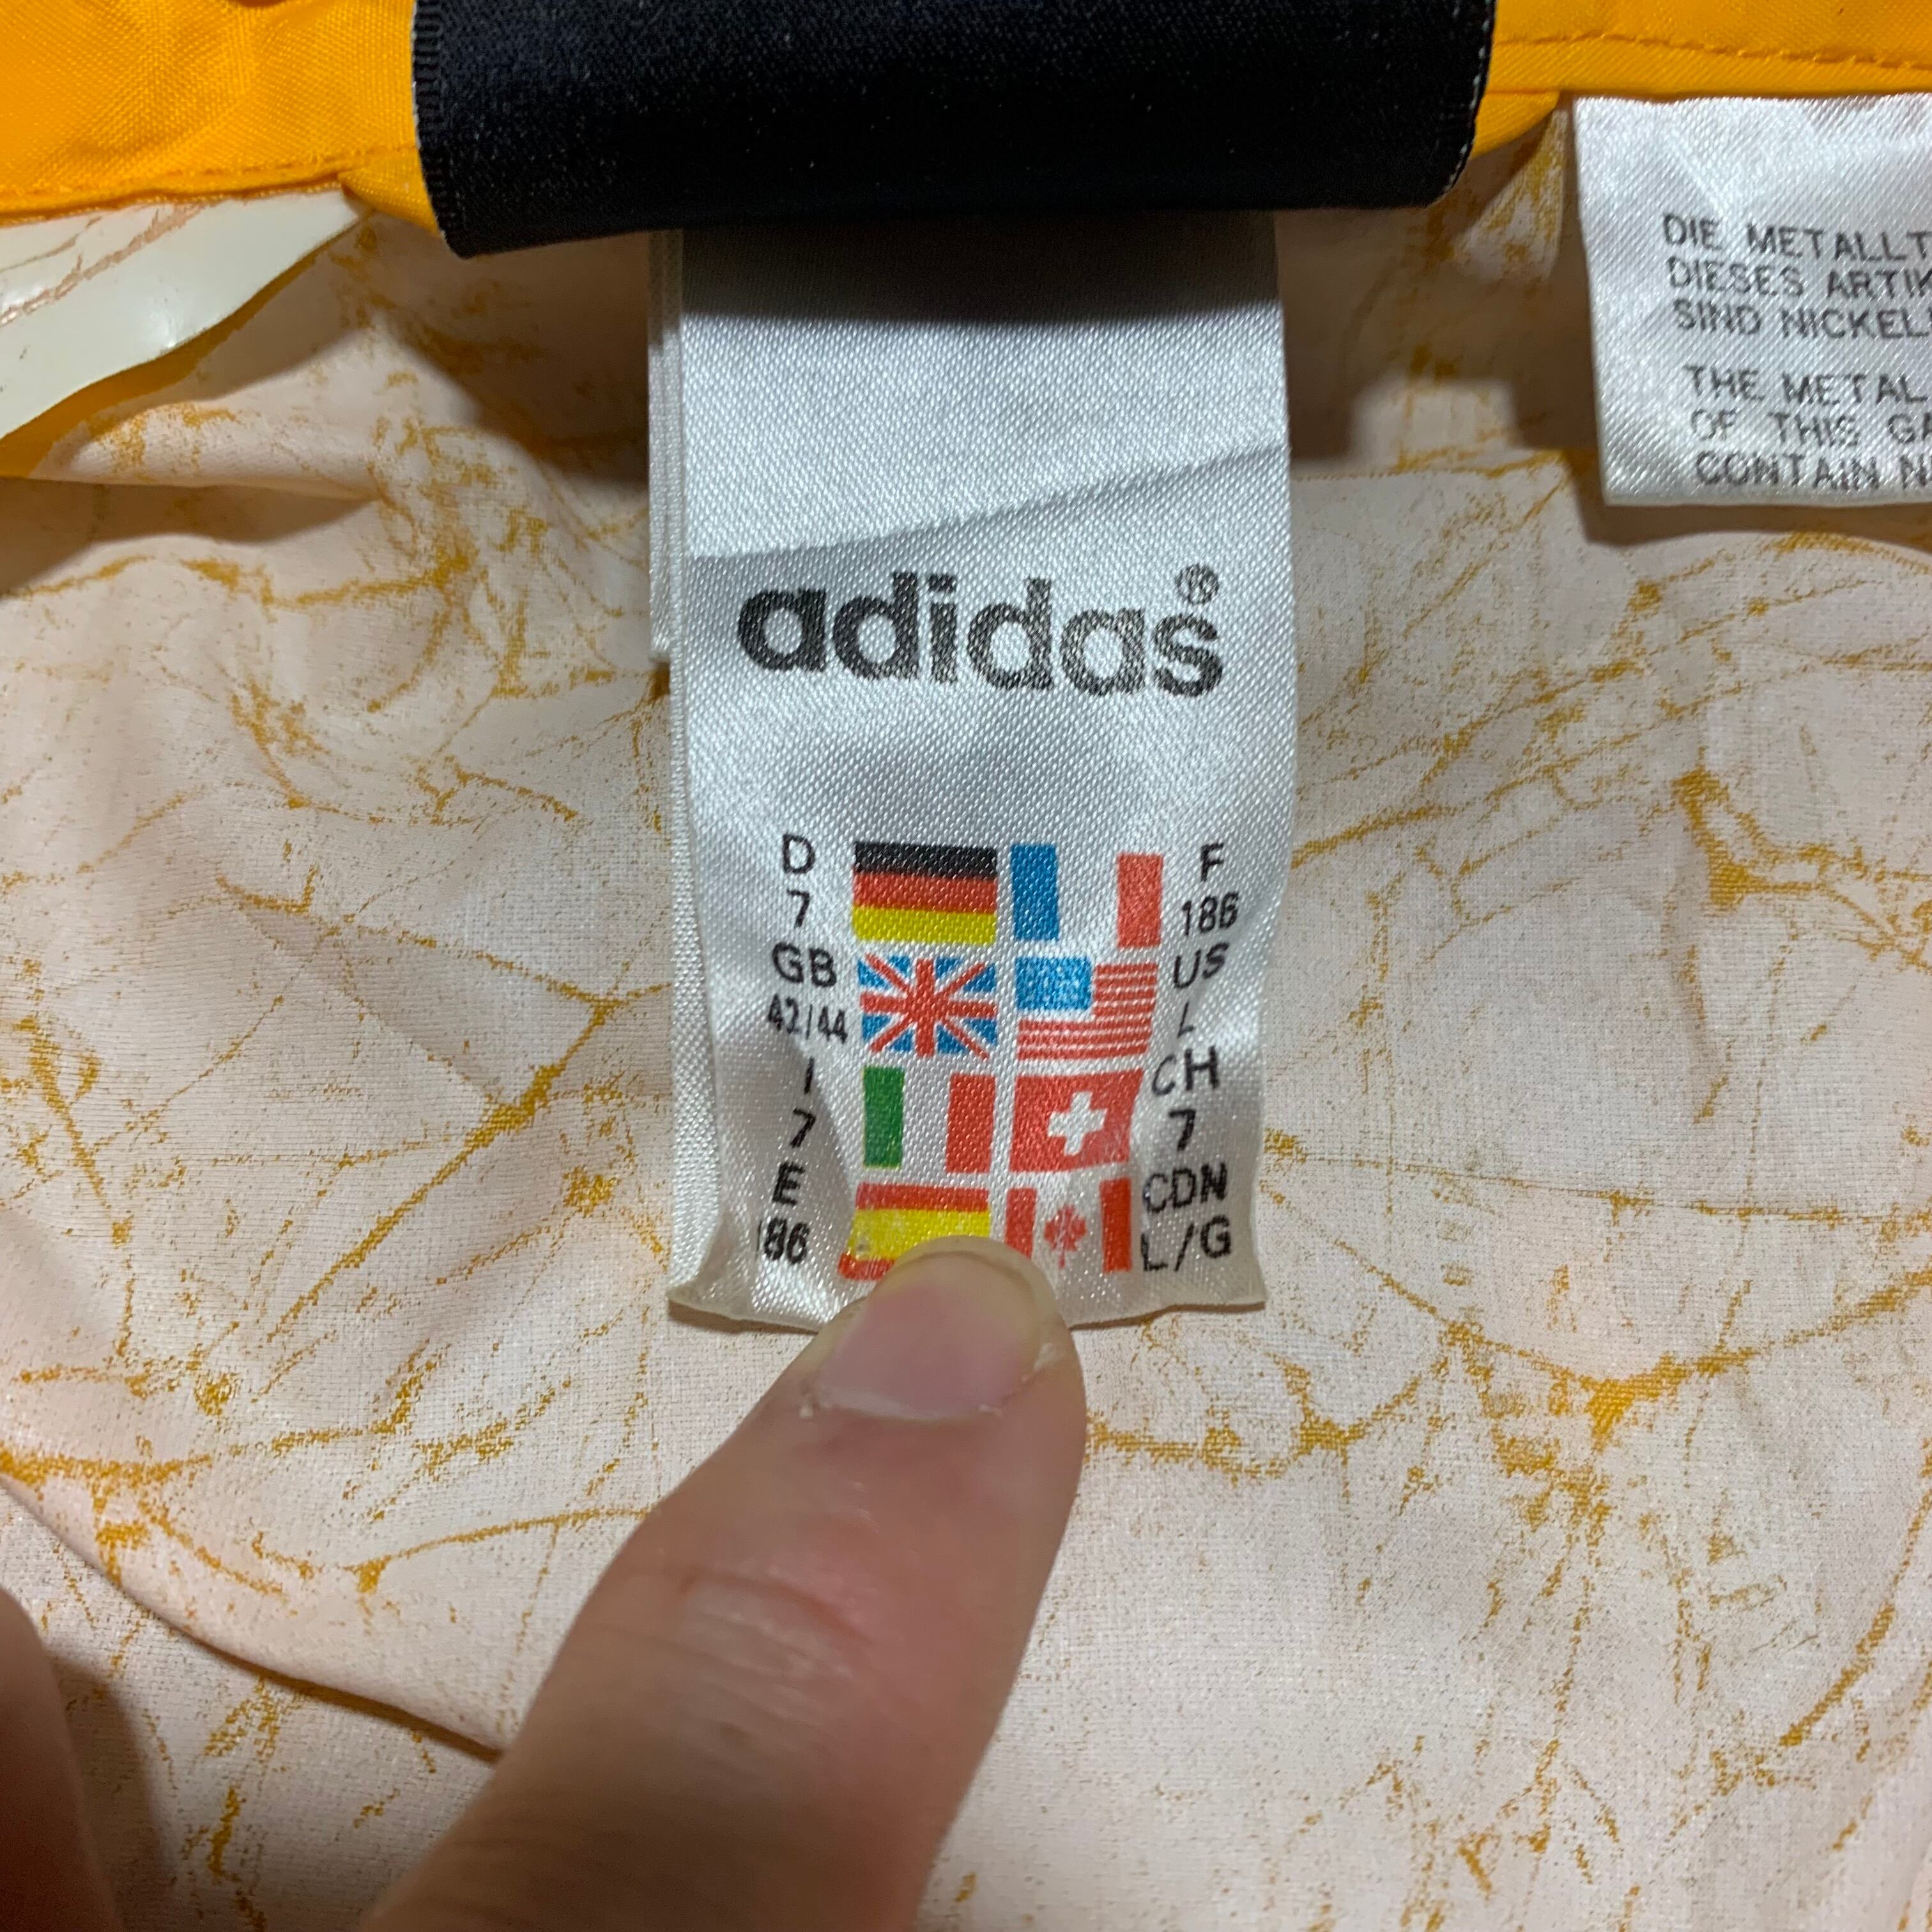 adidas®
D F
7 186
GB US
42/44 L
I CH
7 7
E CDN
186 L/G
DIE METALLT
DIESES ARTIK
SIND NICKEL
THE METAL
OF THIS GA
CONTAIN N